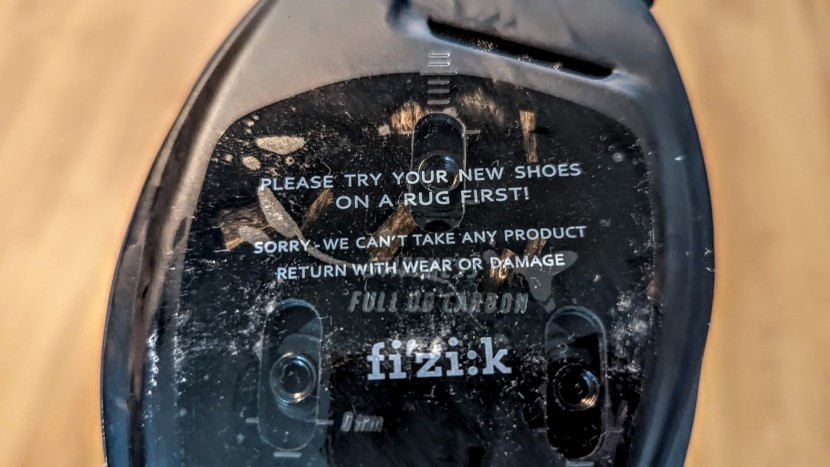 PLEASE TRY YOUR NEW SHOES
ON A RUG FIRST!
SORRY - WE CAN'T TAKE ANY PRODUCT
RETURN WITH WEAR OR DAMAGE
FULL UD CARBON
fi'zi:k
0mm